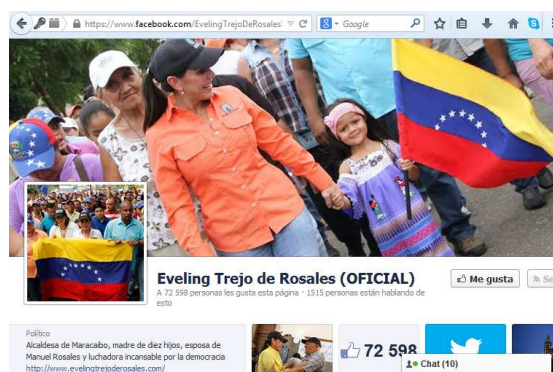 https://www.facebook.com/EvelingTrejoDeRosales
Google
Eveling Trejo de Rosales (OFICIAL)
A 72 598 personas les gusta esta página · 1515 personas están hablando de
esto
Me gusta
Político
Alcaldesa de Maracaibo, madre de diez hijos, esposa de
Manuel Rosales y luchadora incansable por la democracia
http://www.evelingtrejoderosales.com/
72 598
Chat (10)